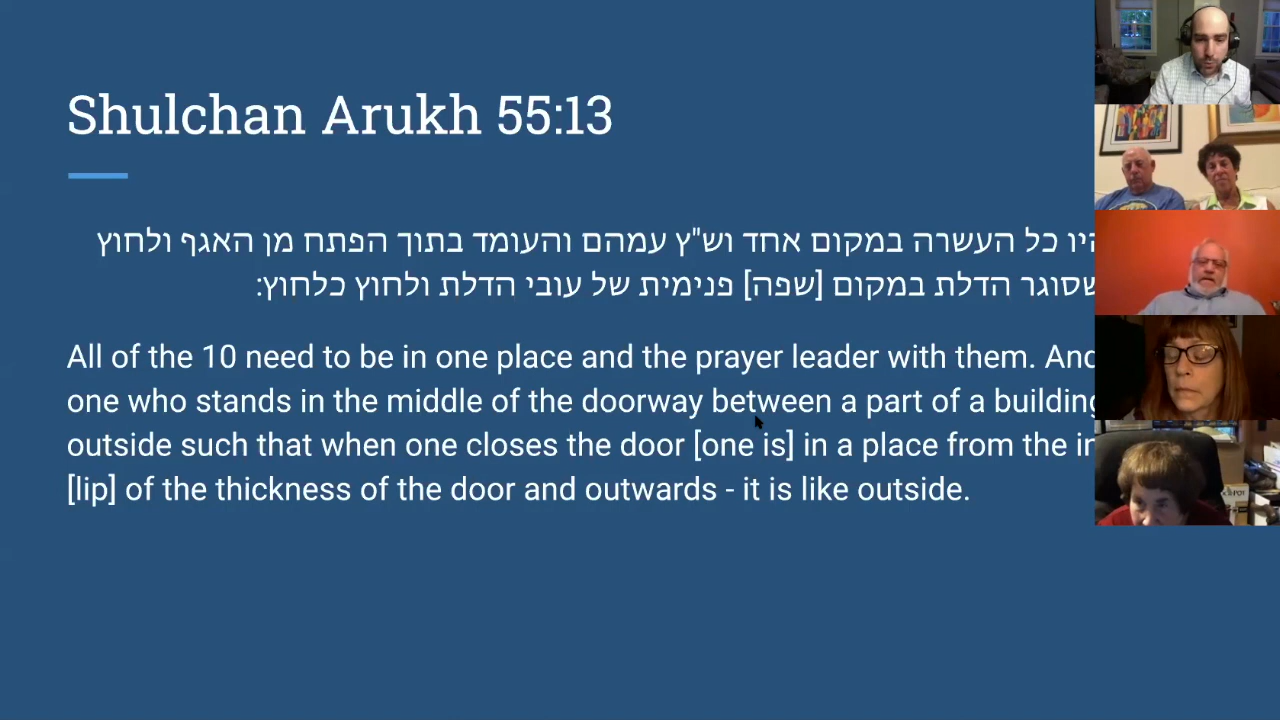 Shulchan Arukh 55:13
היו כל העשרה במקום אחד וש"ץ עמהם והעומד בתוך הפתח מן האגף ולחוץ
שסוגר הדלת במקום [שפה] פנימית של עובי הדלת ולחוץ כלחוץ:
All of the 10 need to be in one place and the prayer leader with them. And
one who stands in the middle of the doorway between a part of a building
outside such that when one closes the door [one is] in a place from the
[lip] of the thickness of the door and outwards - it is like outside.